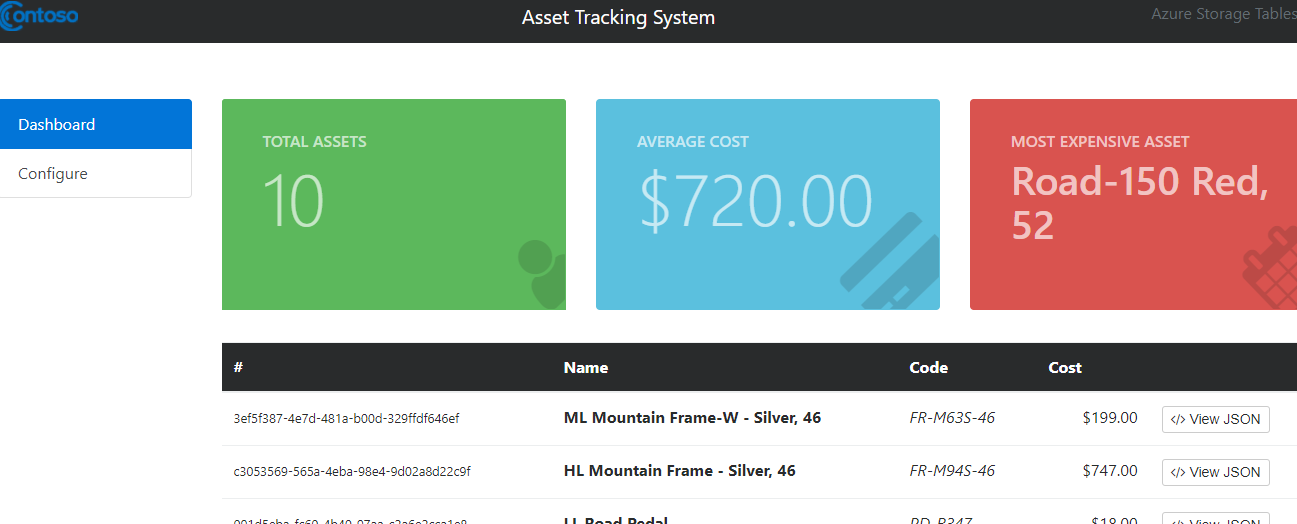 Contoso
Asset Tracking System
Azure Storage Tables
Dashboard
Configure
TOTAL ASSETS
10
AVERAGE COST
$720.00
MOST EXPENSIVE ASSET
Road-150 Red,
52
# Name Code Cost
3ef5f387-4e7d-481a-b00d-329ffdf646ef ML Mountain Frame-W - Silver, 46 FR-M63S-46 $199.00 </> View JSON
c3053569-565a-4eba-98e4-9d02a8d22c9f HL Mountain Frame - Silver, 46 FR-M94S-46 $747.00 </> View JSON
LL Road Pedal PD-R347 $18.00 </> View JSON